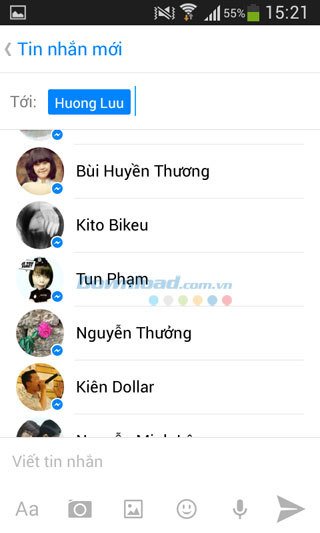 55% 15:21
Tin nhắn mới
Tới: Huong Luu
Bùi Huyền Thương
Kito Bikeu
Tun Phạm
Download.com.vn
Nguyễn Thưởng
Kiên Dollar
Viết tin nhắn
Aa